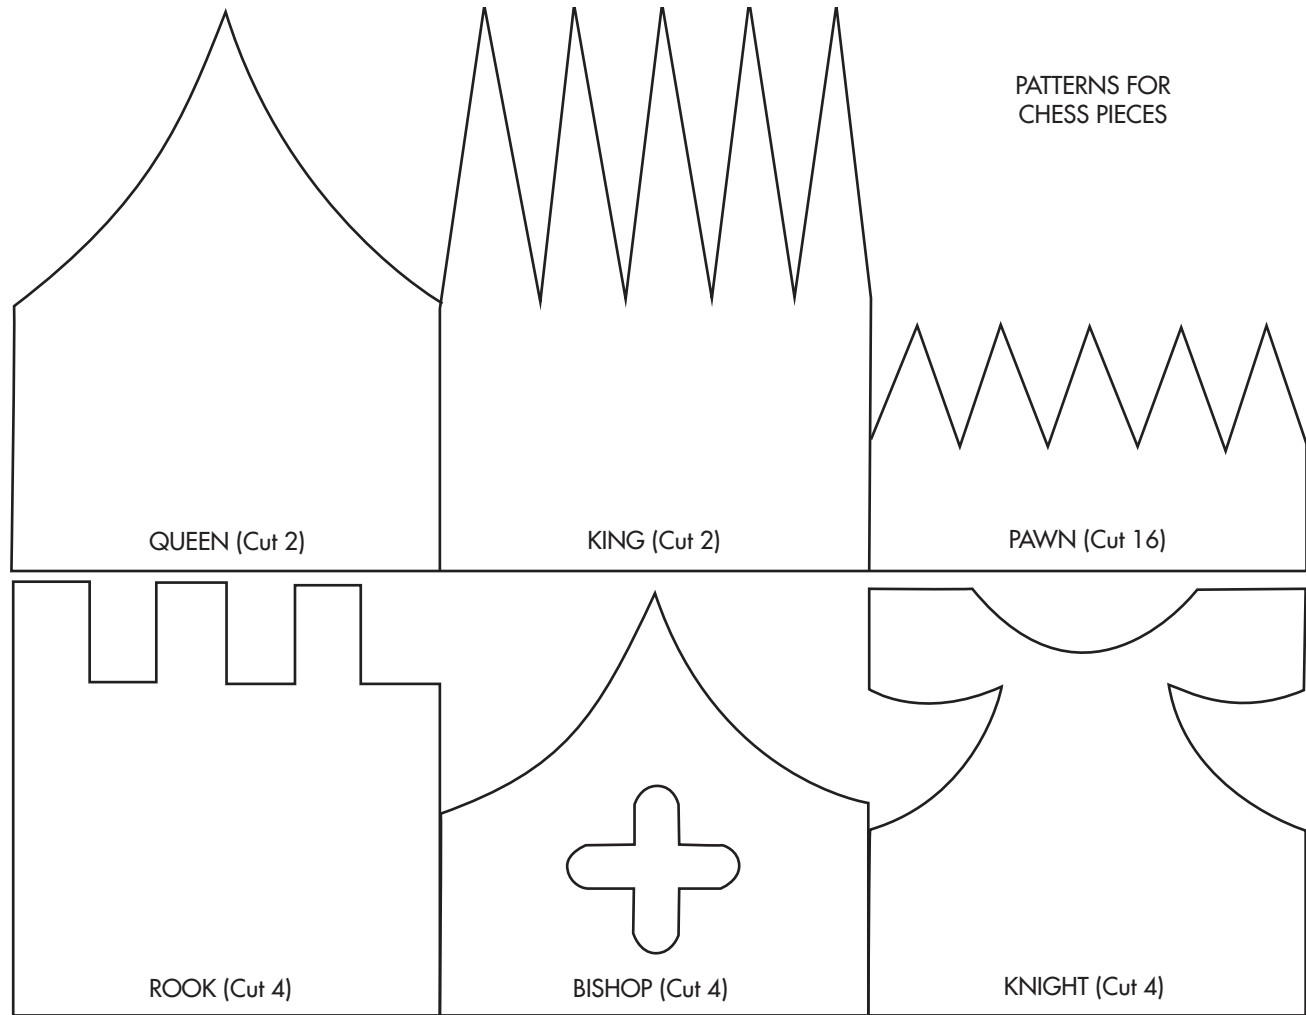 PATTERNS FOR
CHESS PIECES
QUEEN (Cut 2)
KING (Cut 2)
PAWN (Cut 16)
ROOK (Cut 4)
BISHOP (Cut 4)
KNIGHT (Cut 4)